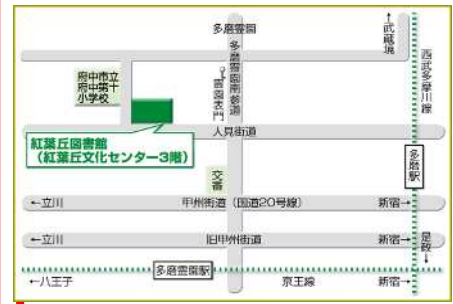 多磨霊園
↑武蔵境
多磨霊園南参道
霊園表門
西武多摩川線
府中市立
府中第十
小学校
人見街道
紅葉丘図書館
(紅葉丘文化センター3階)
多磨駅
交番
←立川
甲州街道(国道20号線)
新宿→
←立川
旧甲州街道
新宿→
是政↓
多磨霊園駅
←八王子
京王線
新宿→